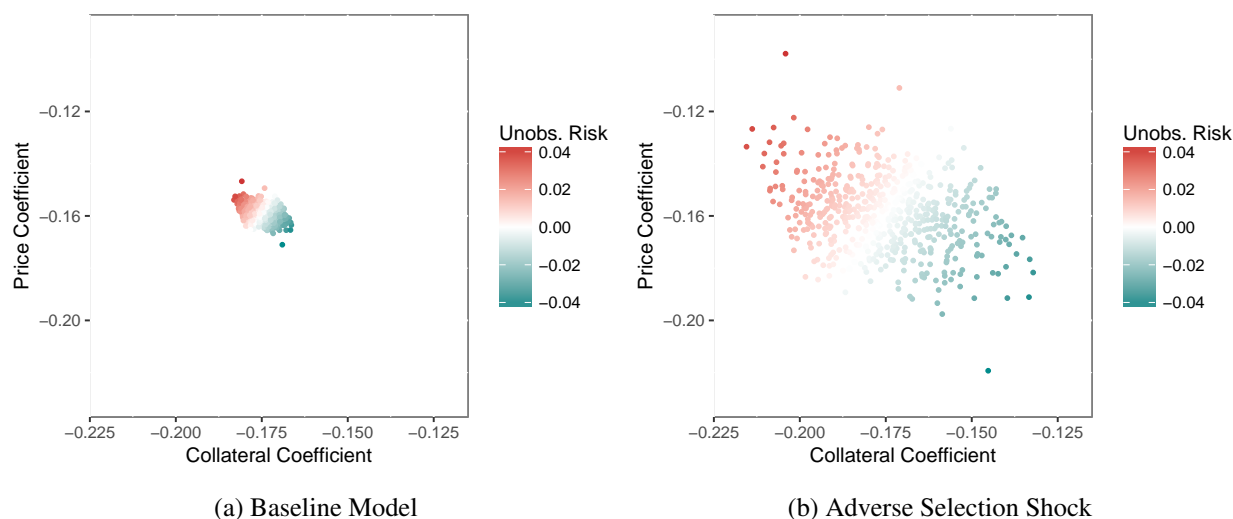 Price Coefficient
−0.12
−0.16
−0.20
−0.225 −0.200 −0.175 −0.150 −0.125
Collateral Coefficient
Unobs. Risk
0.04
0.02
0.00
−0.02
−0.04
(a) Baseline Model
Price Coefficient
−0.12
−0.16
−0.20
−0.225 −0.200 −0.175 −0.150 −0.125
Collateral Coefficient
Unobs. Risk
0.04
0.02
0.00
−0.02
−0.04
(b) Adverse Selection Shock